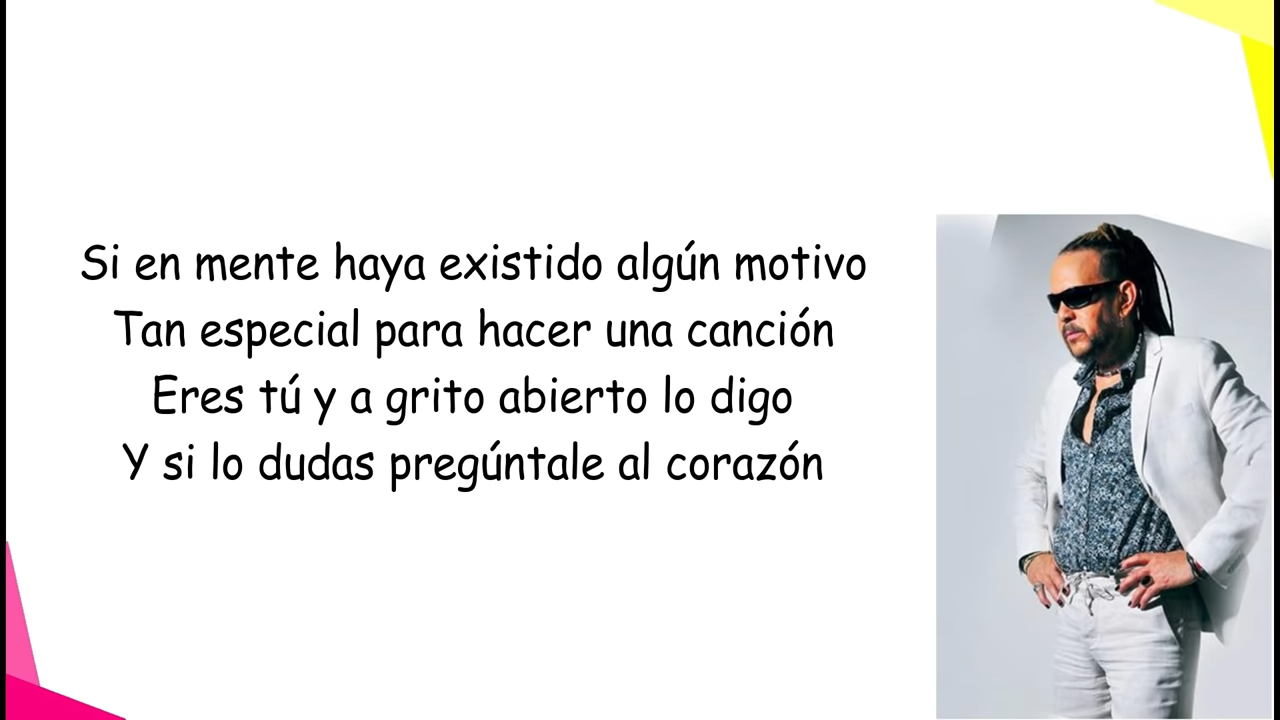 Si en mente haya existido algún motivo
Tan especial para hacer una canción
Eres tú y a grito abierto lo digo
Y si lo dudas pregúntale al corazón